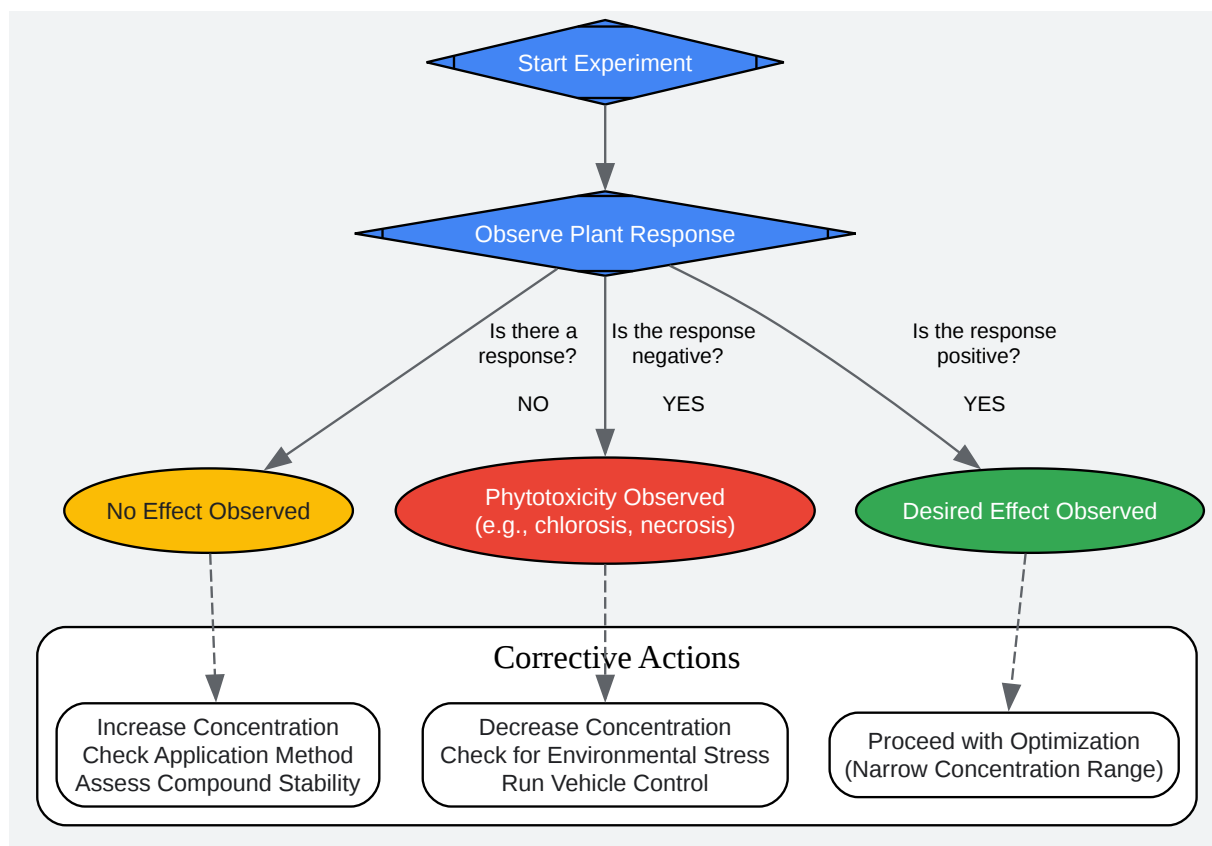 Start Experiment
Observe Plant Response
Is there a
response?
NO
Is the response
negative?
YES
Is the response
positive?
YES
No Effect Observed
Phytotoxicity Observed
(e.g., chlorosis, necrosis)
Desired Effect Observed
Corrective Actions
Increase Concentration
Check Application Method
Assess Compound Stability
Decrease Concentration
Check for Environmental Stress
Run Vehicle Control
Proceed with Optimization
(Narrow Concentration Range)